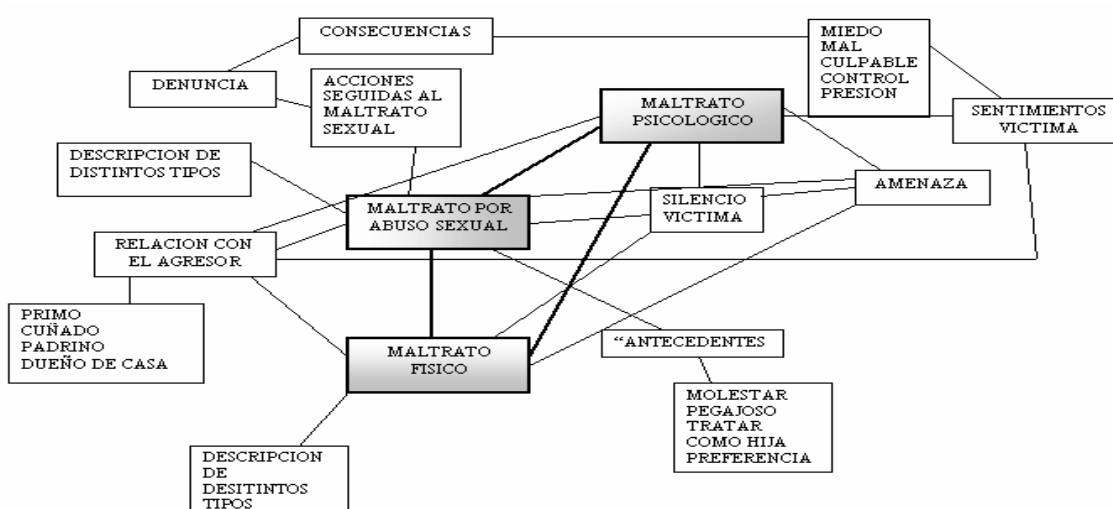 CONSECUENCIAS
MIEDO
MAL
CULPABLE
CONTROL
PRESION
DENUNCIA
ACCIONES
SEGUIDAS AL
MALTRATO
SEXUAL
MALTRATO
PSICOLOGICO
SENTIMIENTOS
VICTIMA
DESCRIPCION DE
DISTINTOS TIPOS
AMENAZA
MALTRATO POR
ABUSO SEXUAL
SILENCIO
VICTIMA
RELACION CON
EL AGRESOR
PRIMO
CUÑADO
PADRINO
DUEÑO DE CASA
MALTRATO
FISICO
“ANTECEDENTES
MOLESTAR
PEGAJOSO
TRATAR
COMO HIJA
PREFERENCIA
DESCRIPCION
DE
DESITINTOS
TIPOS